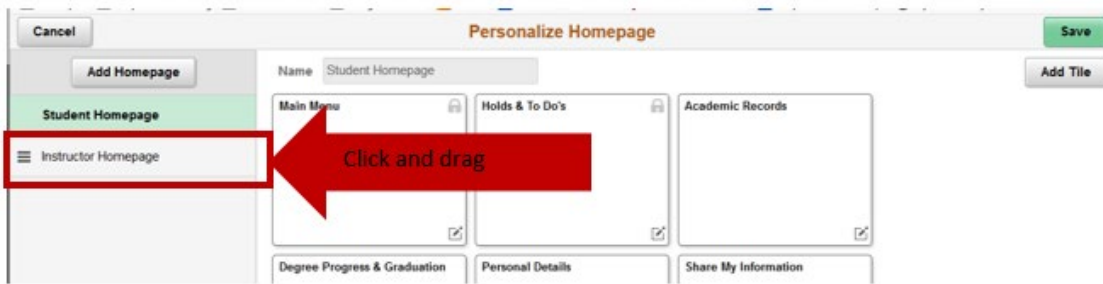 Cancel
Personalize Homepage
Save
Add Homepage
Name
Student Homepage
Add Tile
Student Homepage
Instructor Homepage
Main Menu
Holds & To Do's
Academic Records
Click and drag
Degree Progress & Graduation
Personal Details
Share My Information